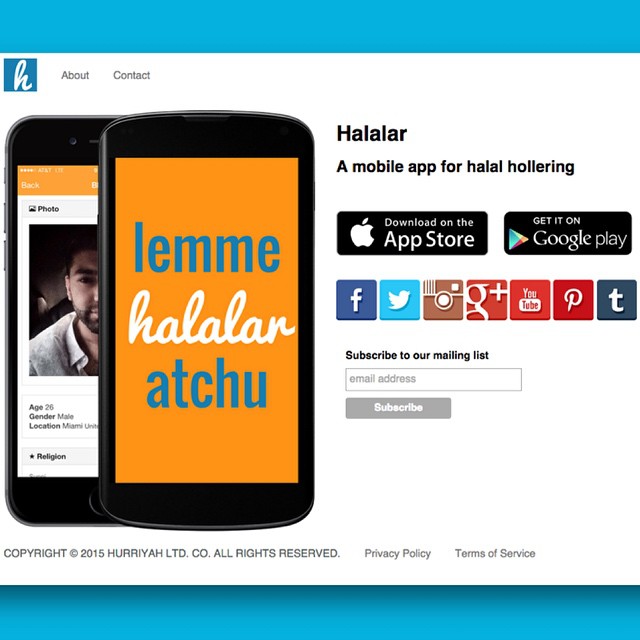 h
About
Contact
AT&T LTE
Back
Photo
Age 26
Gender Male
Location Miami
Religion
lemme
halalar
atchu
Halalar
A mobile app for halal hollering
Download on the
App Store
GET IT ON
Google play
f
g+
You
Tube
t
Subscribe to our mailing list
email address
Subscribe
COPYRIGHT © 2015 HURRIYAH LTD. CO. ALL RIGHTS RESERVED.
Privacy Policy
Terms of Service